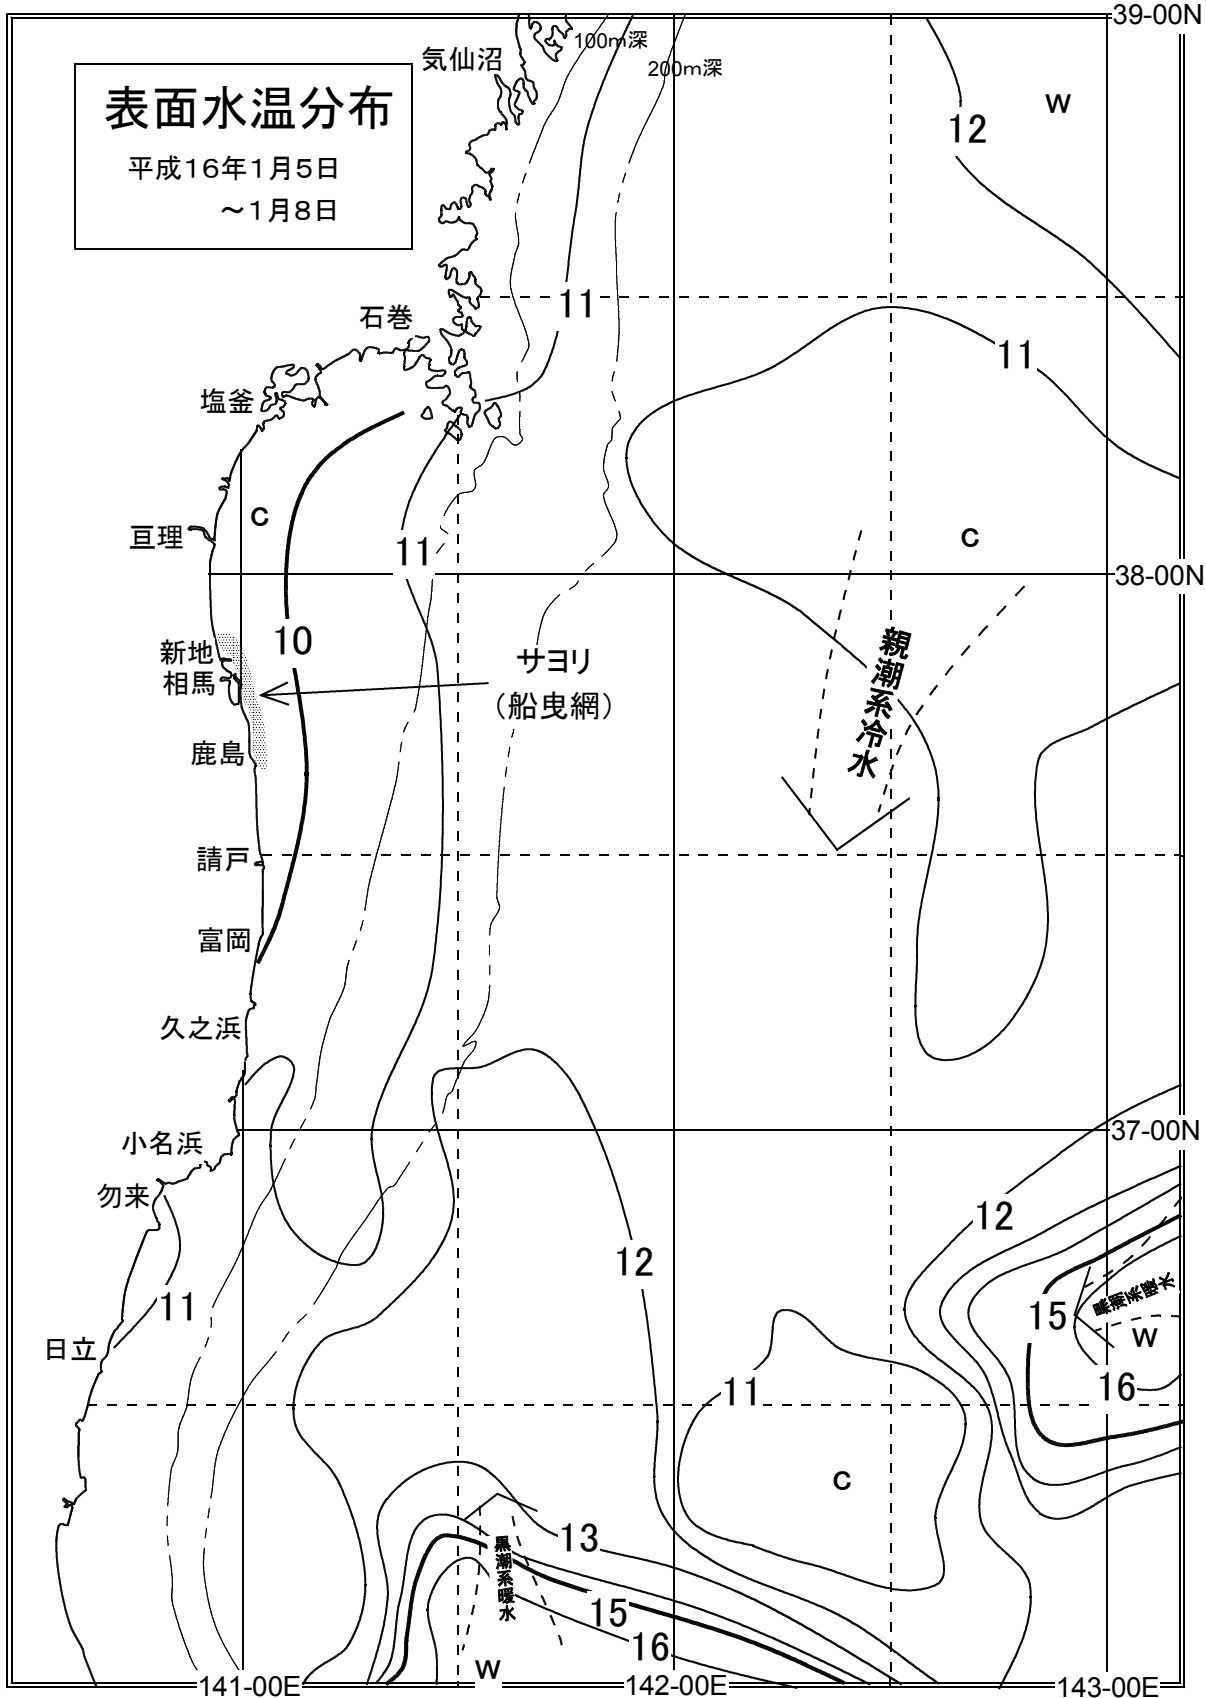 39-00N
気仙沼
100m深
200m深
表面水温分布
平成16年1月5日
～1月8日
W
12
11
石巻
11
塩釜
C
亘理
C
11
38-00N
10
新地
サヨリ
相馬
（船曳網）
親潮系冷水
鹿島
請戸
富岡
久之浜
小名浜
37-00N
勿来
12
12
11
15
黒潮系暖水
W
日立
16
11
C
13
黒潮系暖水
15
16
W
141-00E
142-00E
143-00E